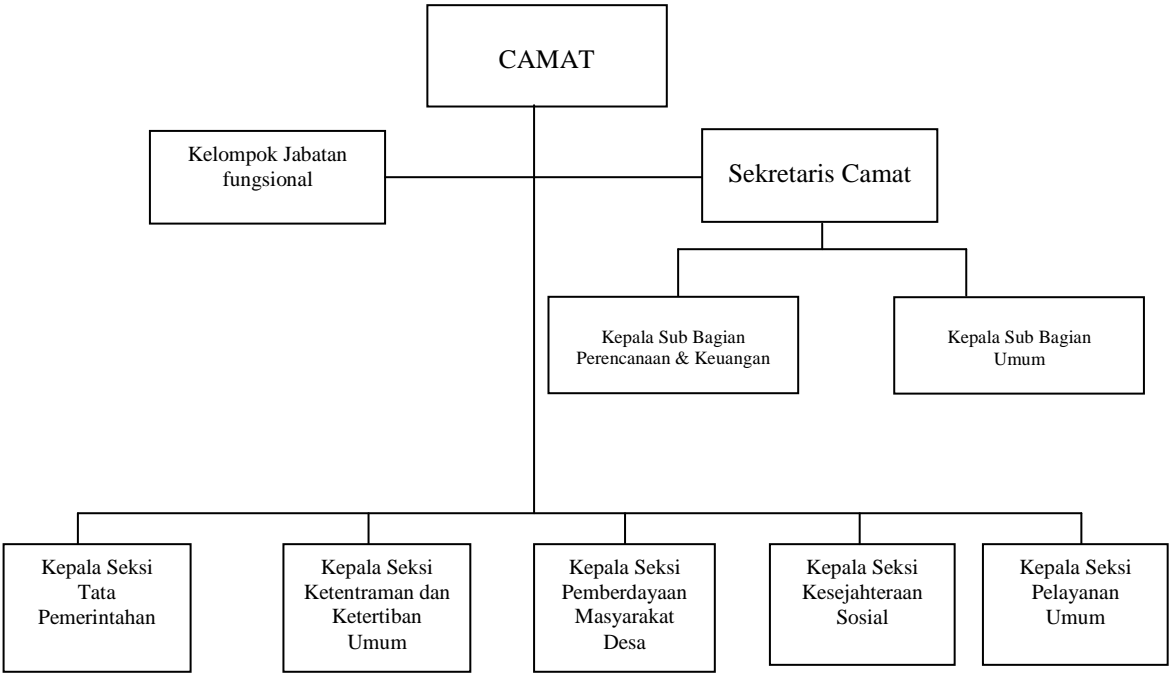 CAMAT
Kelompok Jabatan
fungsional
Sekretaris Camat
Kepala Sub Bagian
Perencanaan & Keuangan
Kepala Sub Bagian
Umum
Kepala Seksi
Tata
Pemerintahan
Kepala Seksi
Ketentraman dan
Ketertiban
Umum
Kepala Seksi
Pemberdayaan
Masyarakat
Desa
Kepala Seksi
Kesejahteraan
Sosial
Kepala Seksi
Pelayanan
Umum